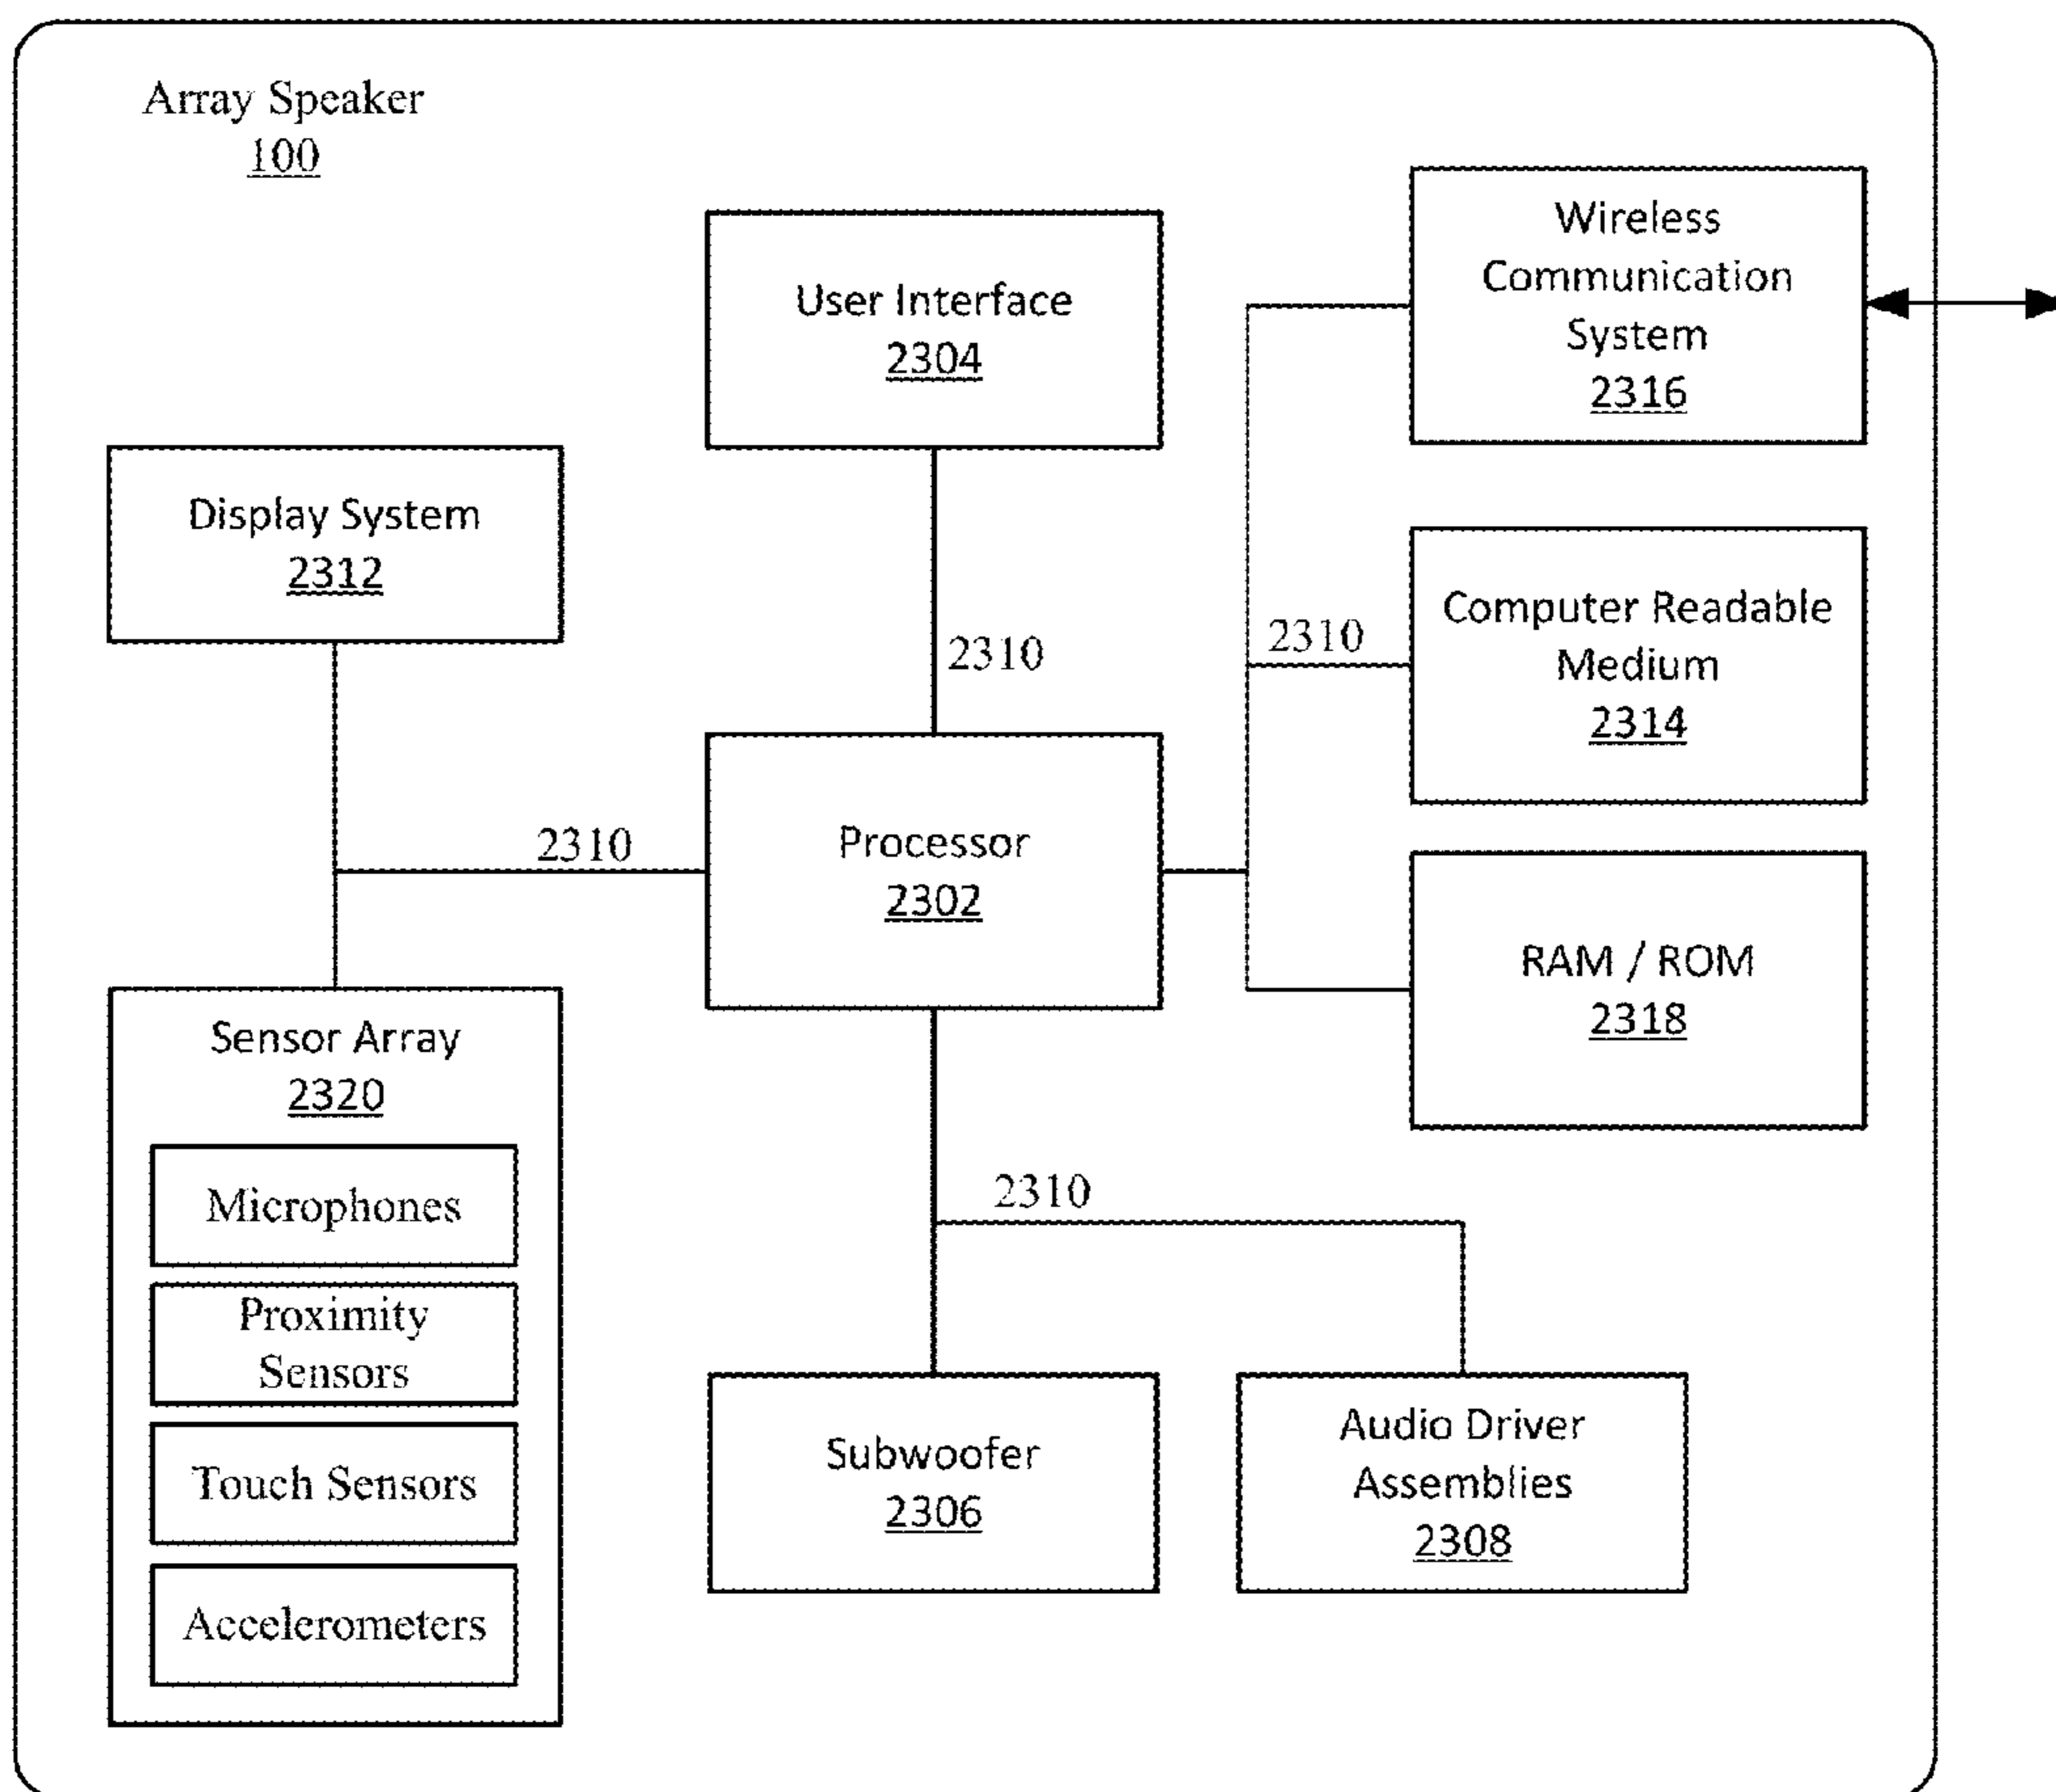 Array Speaker
100
User Interface
2304
Wireless
Communication
System
2316
Display System
2312
Computer Readable
Medium
2314
2310
2310
2310
Processor
2302
RAM / ROM
2318
Sensor Array
2320
Microphones
Proximity
Sensors
Touch Sensors
Accelerometers
2310
Subwoofer
2306
Audio Driver
Assemblies
2308